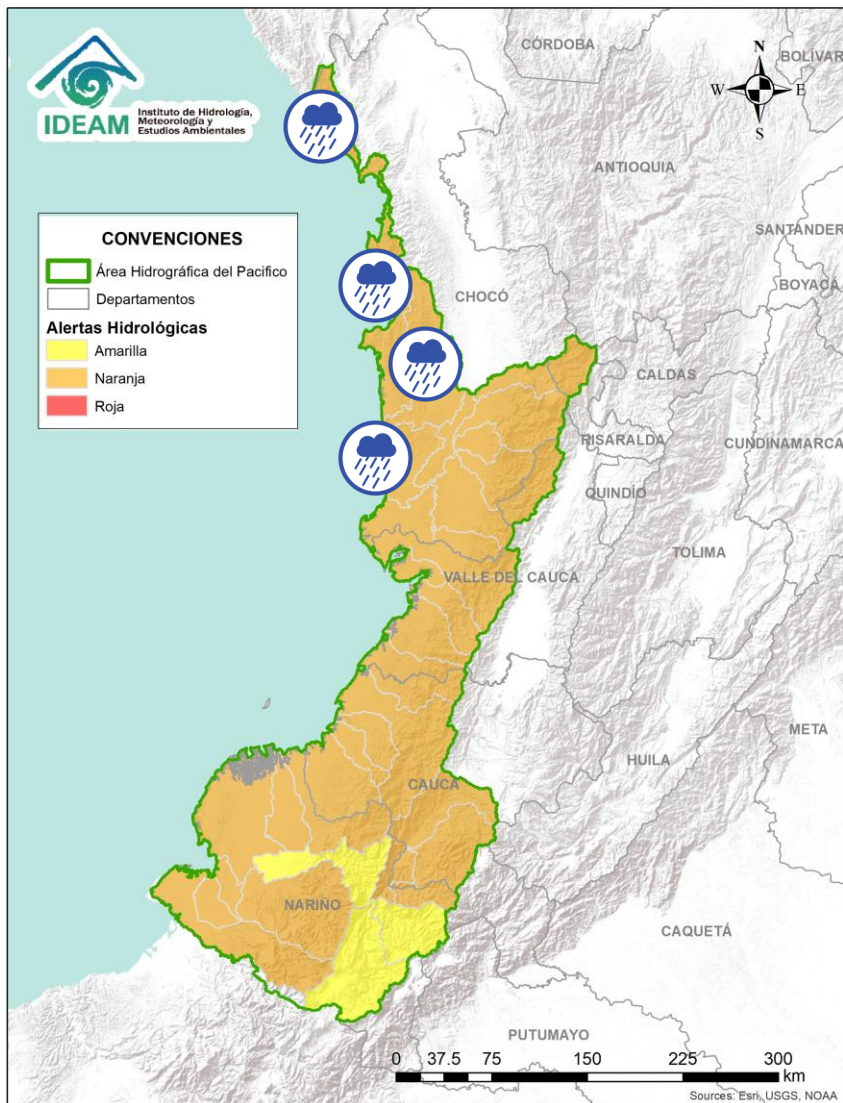 IDEAM
Instituto de Hidrología,
Meteorología y
Estudios Ambientales
CÓRDOBA
BOLÍVAR
N
W
E
S
ANTIOQUIA
SANTANDER
BOYACÁ
CONVENCIONES
Área Hidrográfica del Pacifico
Departamentos
Alertas Hidrológicas
Amarilla
Naranja
Roja
CHOCÓ
CALDAS
RISARALDA
CUNDINAMARCA
QUINDÍO
TOLIMA
VALLE DEL CAUCA
META
HUILA
CAUCA
NARIÑO
CAQUETÁ
PUTUMAYO
0 37.5 75 150 225 300
km
Sources: Esri, USGS, NOAA